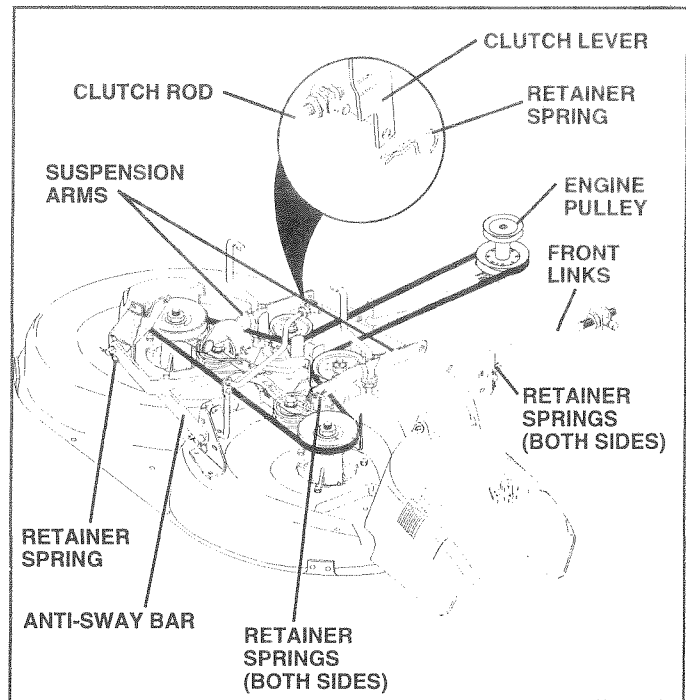 CLUTCH LEVER
CLUTCH ROD
RETAINER
SPRING
SUSPENSION
ARMS
ENGINE
PULLEY
FRONT
LINKS
RETAINER
SPRINGS
(BOTH SIDES)
RETAINER
SPRING
ANTI-SWAY BAR
RETAINER
SPRINGS
(BOTH SIDES)